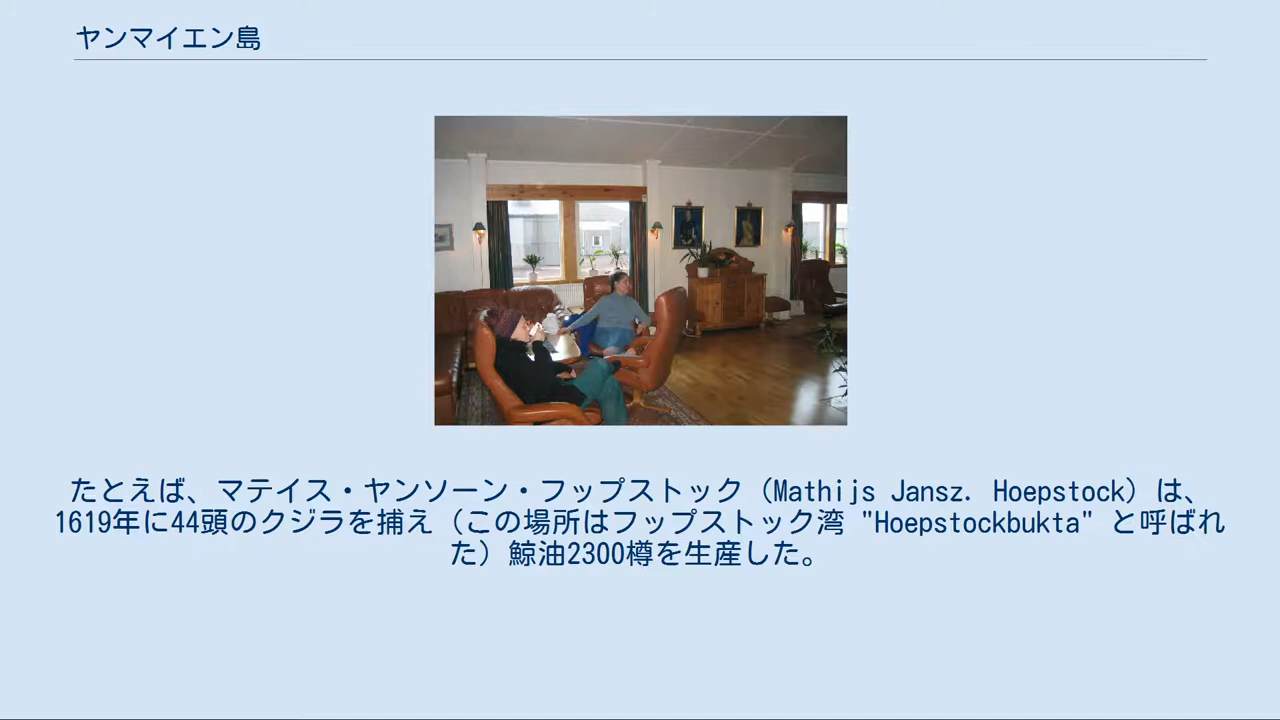 ヤンマイエン島
たとえば、マテイス・ヤンソーン・フップストック（Mathijs Jansz. Hoepstock）は、
1619年に44頭のクジラを捕え（この場所はフップストック湾 "Hoepstockbukta" と呼ばれ
た）鯨油2300樽を生産した。